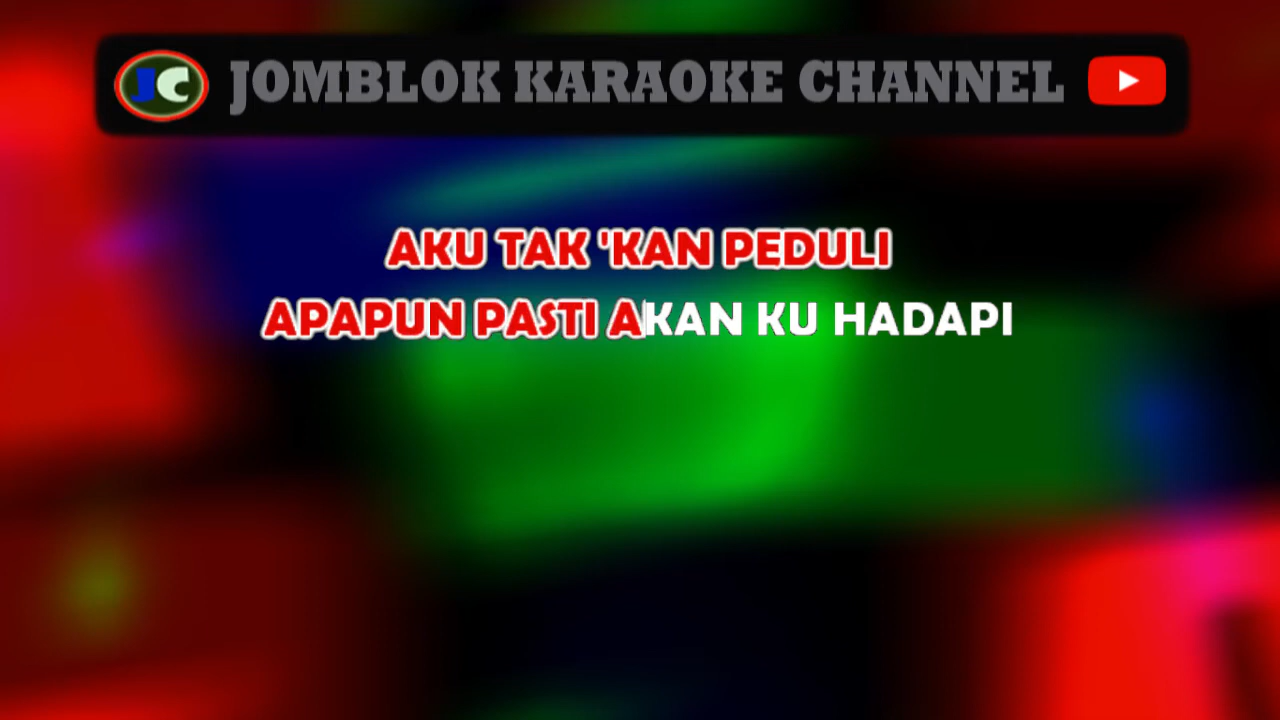 JC JOMBLOK KARAOKE CHANNEL
AKU TAK 'KAN PEDULI
APAPUN PASTI AKAN KU HADAPI